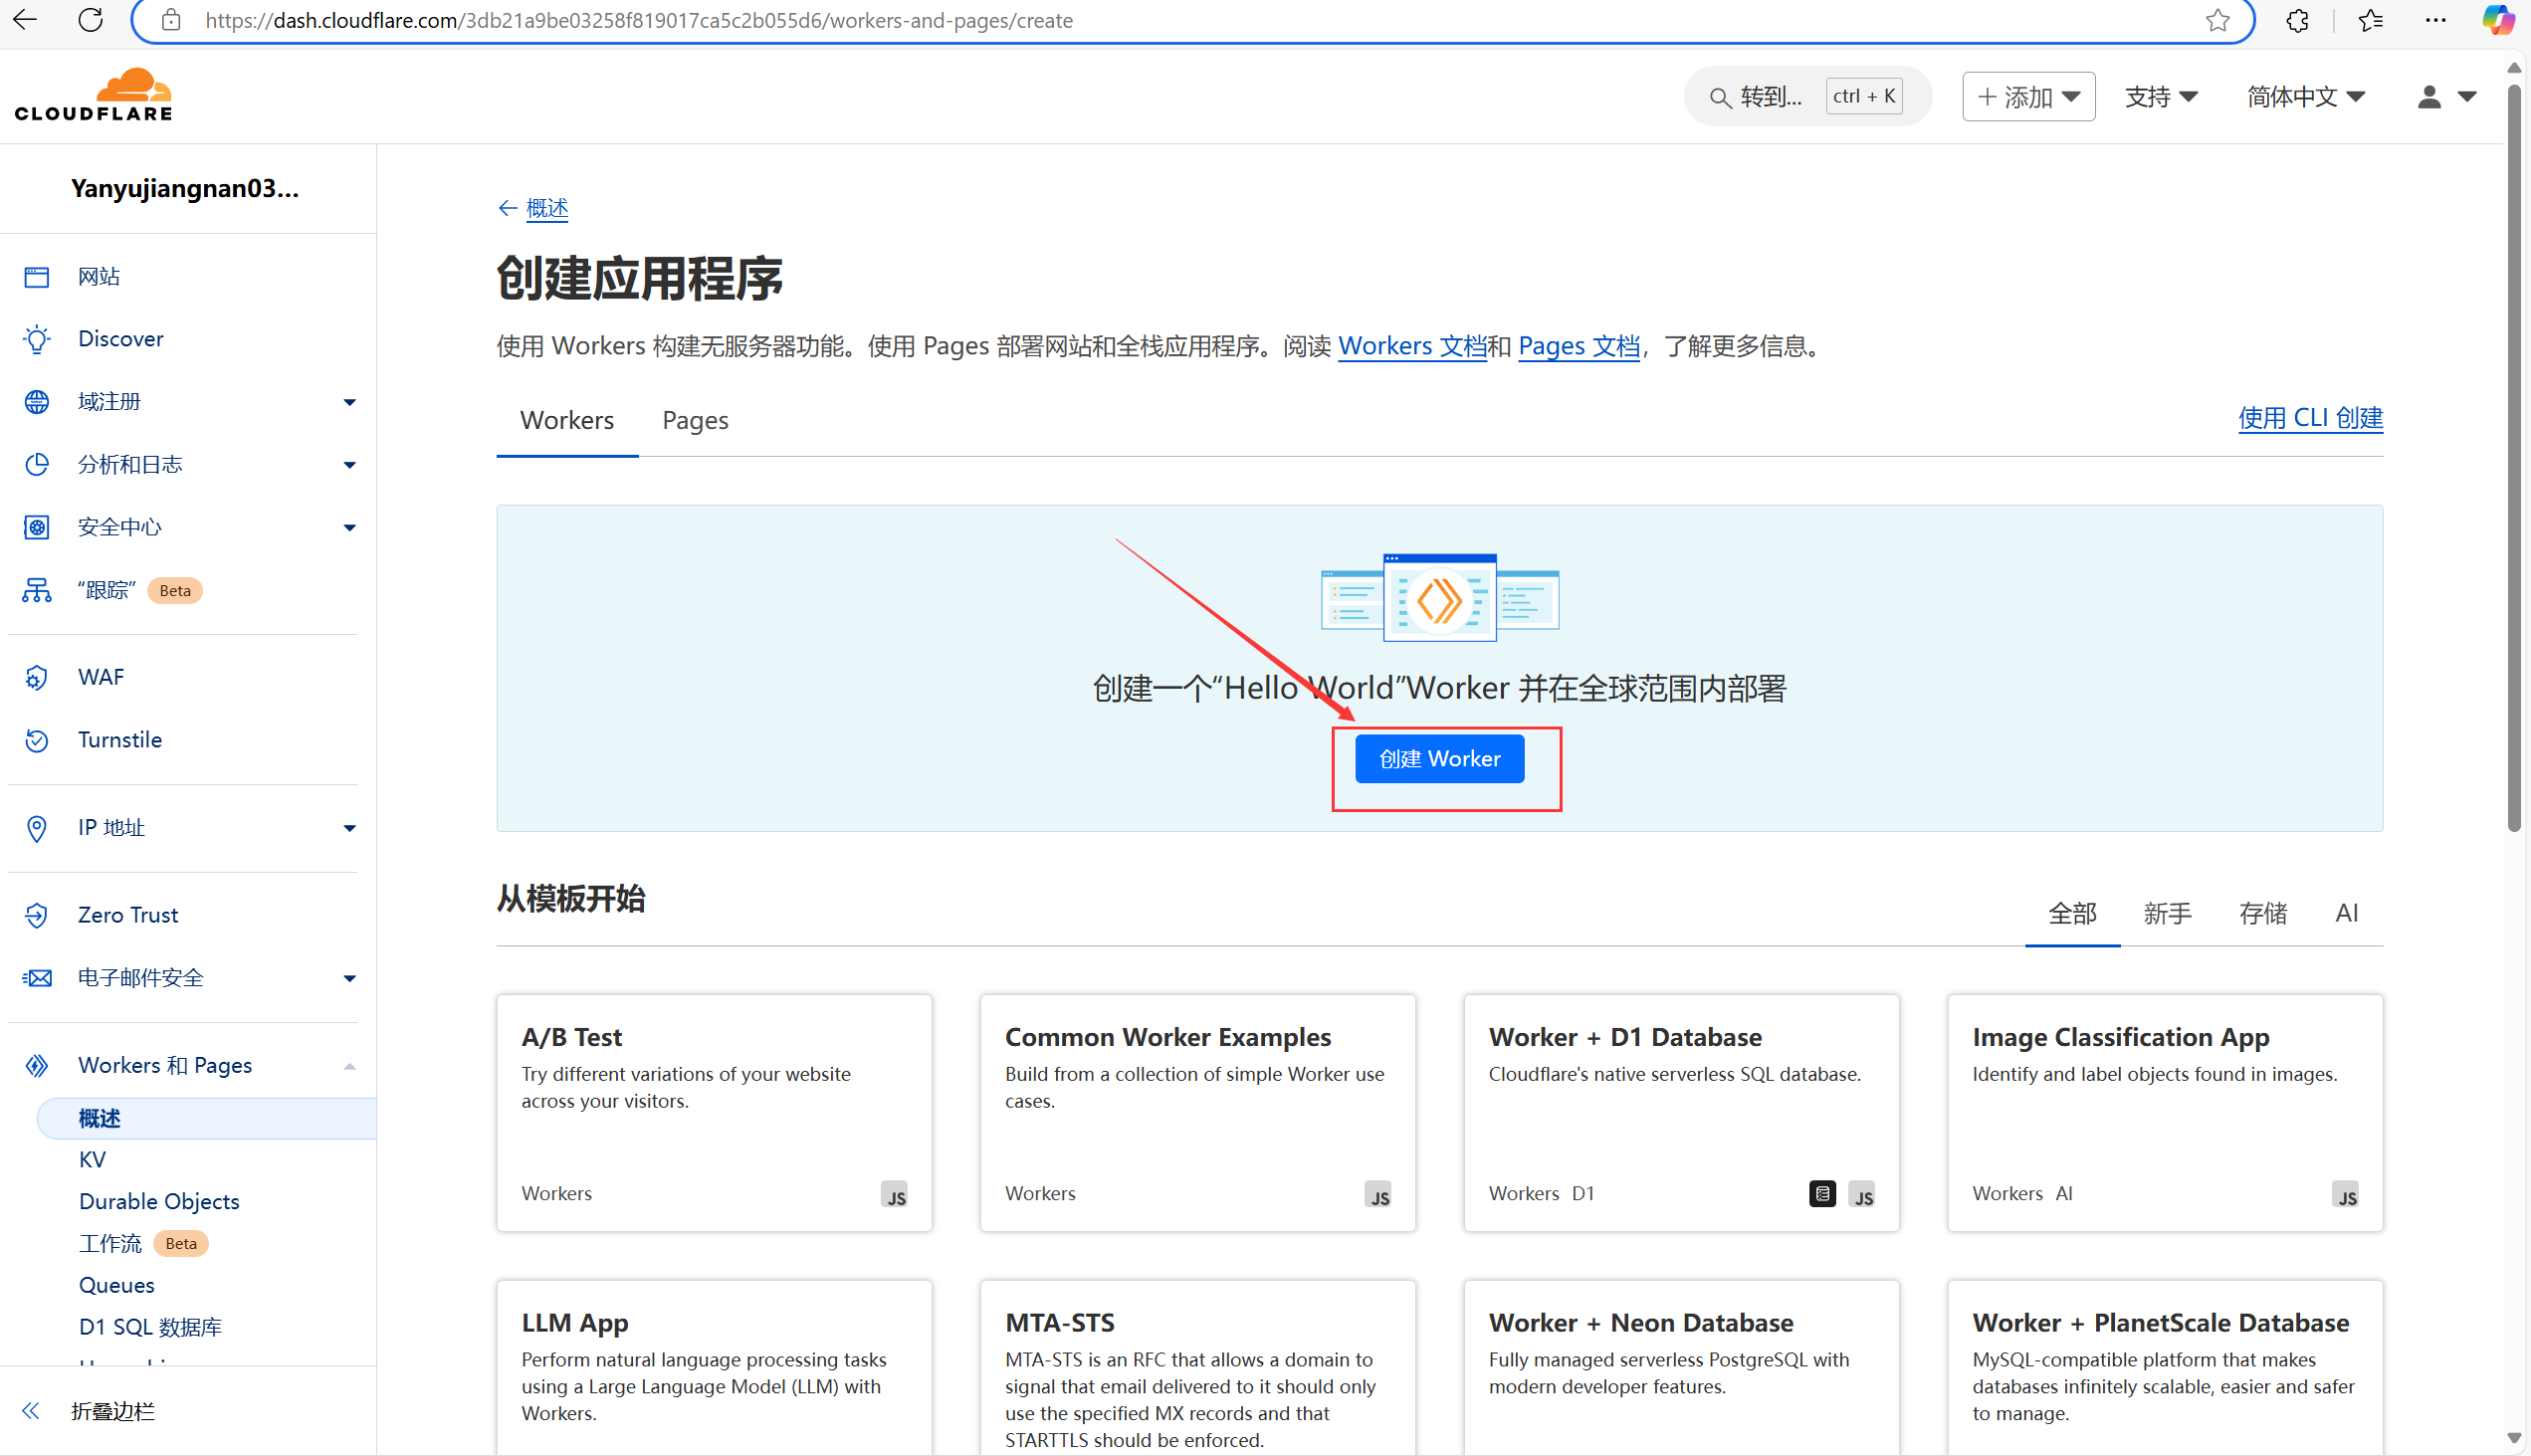 https://dash.cloudflare.com/3db21a9be03258f819017ca5c2b055d6/workers-and-pages/create
CLOUDFLARE
转到...
ctrl + K
+ 添加
支持
简体中文
Yanyujiangnan03...
网站
Discover
域注册
分析和日志
安全中心
“跟踪” Beta
WAF
Turnstile
IP 地址
Zero Trust
电子邮件安全
Workers 和 Pages
概述
KV
Durable Objects
工作流 Beta
Queues
D1 SQL 数据库
折叠边栏
← 概述
创建应用程序
使用 Workers 构建无服务器功能。使用 Pages 部署网站和全栈应用程序。阅读 Workers 文档和 Pages 文档，了解更多信息。
Workers
Pages
使用 CLI 创建
创建一个“Hello World”Worker 并在全球范围内部署
创建 Worker
从模板开始
全部
新手
存储
AI
A/B Test
Try different variations of your website
across your visitors.
Workers
JS
Common Worker Examples
Build from a collection of simple Worker use
cases.
Workers
JS
Worker + D1 Database
Cloudflare's native serverless SQL database.
Workers D1
JS
Image Classification App
Identify and label objects found in images.
Workers AI
JS
LLM App
Perform natural language processing tasks
using a Large Language Model (LLM) with
Workers.
MTA-STS
MTA-STS is an RFC that allows a domain to
signal that email delivered to it should only
use the specified MX records and that
STARTTLS should be enforced.
Worker + Neon Database
Fully managed serverless PostgreSQL with
modern developer features.
Worker + PlanetScale Database
MySQL-compatible platform that makes
databases infinitely scalable, easier and safer
to manage.